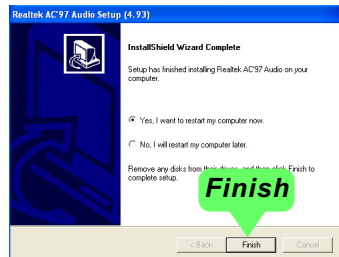 Realtek AC'97 Audio Setup (4.93)
InstallShield Wizard Complete
Setup has finished installing Realtek AC'97 Audio on your
computer.
Yes, I want to restart my computer now.
No, I will restart my computer later.
Remove any disks from their drives, and then click Finish to
complete setup.
Finish
< Back
Finish
Cancel